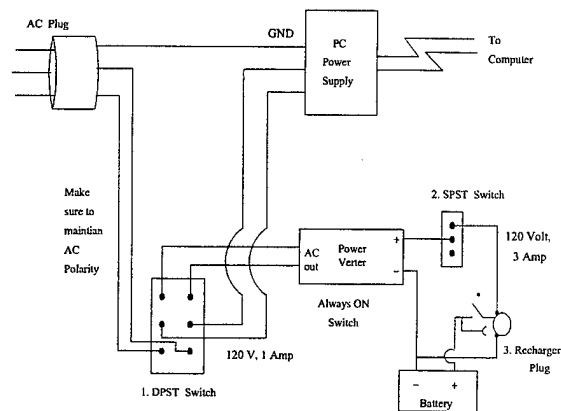 AC Plug
GND
PC
Power
Supply
To
Computer
Make
sure to
maintian
AC
Polarity
2. SPST Switch
AC
out
Power
Verter
+
−
120 Volt,
3 Amp
Always ON
Switch
120 V, 1 Amp
3. Recharger
Plug
1. DPST Switch
− +
Battery